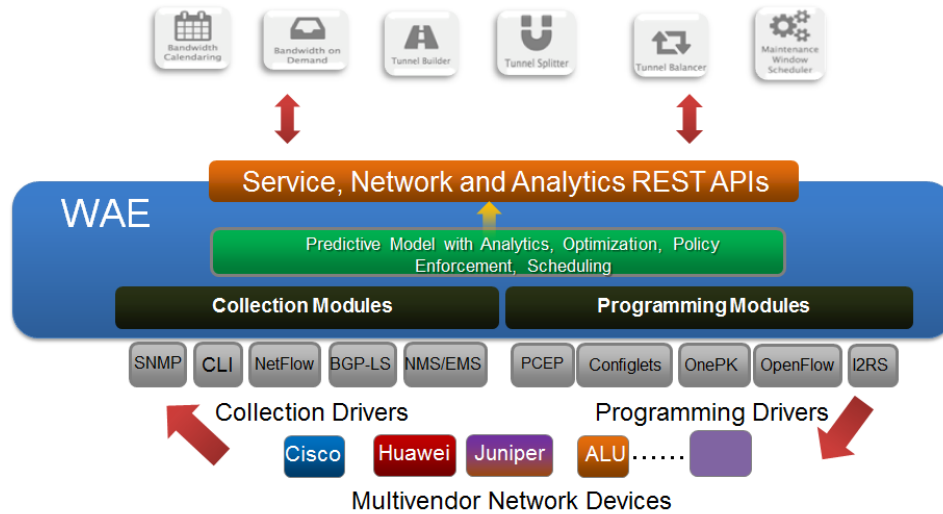 Bandwidth
Calendaring
Bandwidth on
Demand
Tunnel Builder
Tunnel Splitter
Tunnel Balancer
Maintenance
Window
Scheduler
Service, Network and Analytics REST APIs
WAE
Predictive Model with Analytics, Optimization, Policy
Enforcement, Scheduling
Collection Modules
Programming Modules
SNMP
CLI
NetFlow
BGP-LS
NMS/EMS
PCEP
Configlets
OnePK
OpenFlow
I2RS
Collection Drivers
Programming Drivers
Cisco
Huawei
Juniper
ALU ......
Multivendor Network Devices